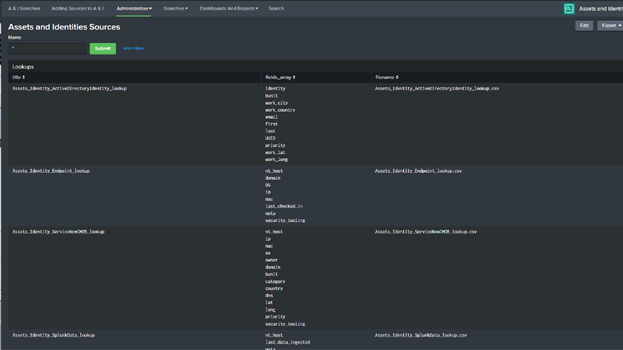 A & I Searches Adding Sources to A & I Administration Searches Dashboards And Reports Search Assets and Identi
Assets and Identities Sources Edit Export
Name
* Submit Hide Filters
Lookups
title fields_array filename
Assets_Identity_ActiveDirectoryIdentity_lookup identity Assets_Identity_ActiveDirectoryIdentity_lookup.csv
bunit
work_city
work_country
email
first
last
UUID
priority
work_lat
work_long
Assets_Identity_Endpoint_lookup nt_host Assets_Identity_Endpoint_lookup.csv
domain
OS
ip
mac
last_checked_in
meta
security_tooling
Assets_Identity_ServiceNowCMDB_lookup nt_host Assets_Identity_ServiceNowCMDB_lookup.csv
ip
mac
os
owner
domain
bunit
category
country
dns
lat
long
priority
security_tooling
Assets_Identity_SplunkData_lookup nt_host Assets_Identity_SplunkData_lookup.csv
last_data_ingested